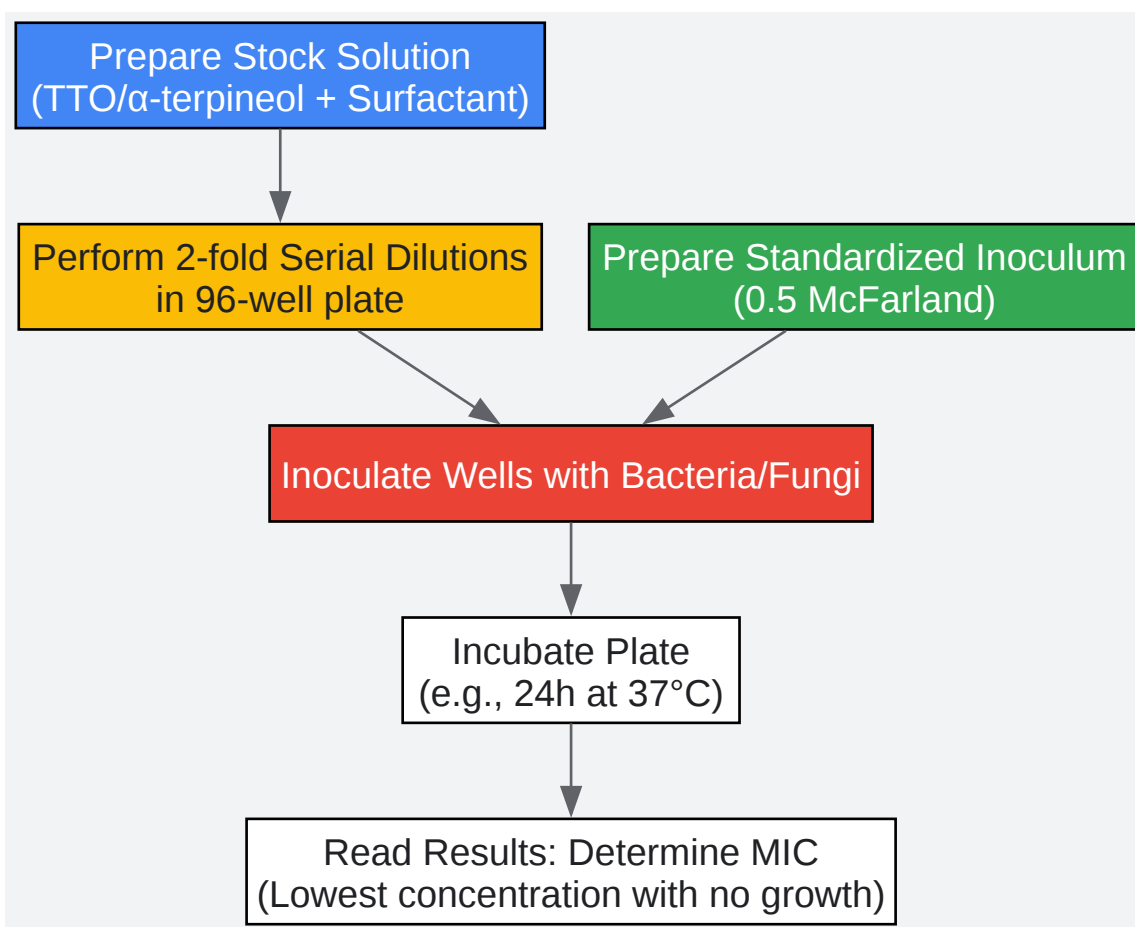 Prepare Stock Solution
(TTO/α-terpineol + Surfactant)
Perform 2-fold Serial Dilutions
in 96-well plate
Prepare Standardized Inoculum
(0.5 McFarland)
Inoculate Wells with Bacteria/Fungi
Incubate Plate
(e.g., 24h at 37°C)
Read Results: Determine MIC
(Lowest concentration with no growth)